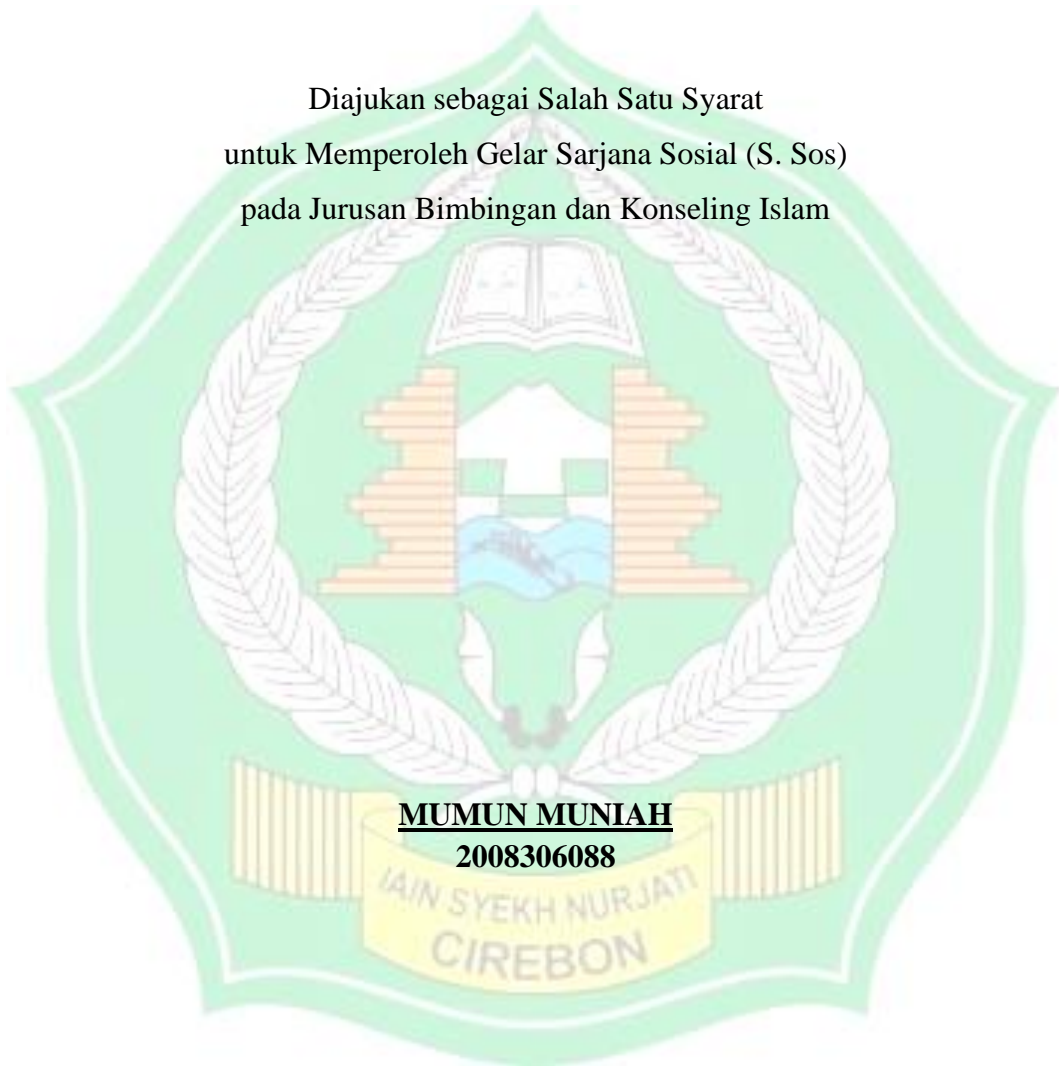 Diajukan sebagai Salah Satu Syarat
untuk Memperoleh Gelar Sarjana Sosial (S. Sos)
pada Jurusan Bimbingan dan Konseling Islam
MUMUN MUNIAH
2008306088
IAIN SYEKH NURJATI
CIREBON